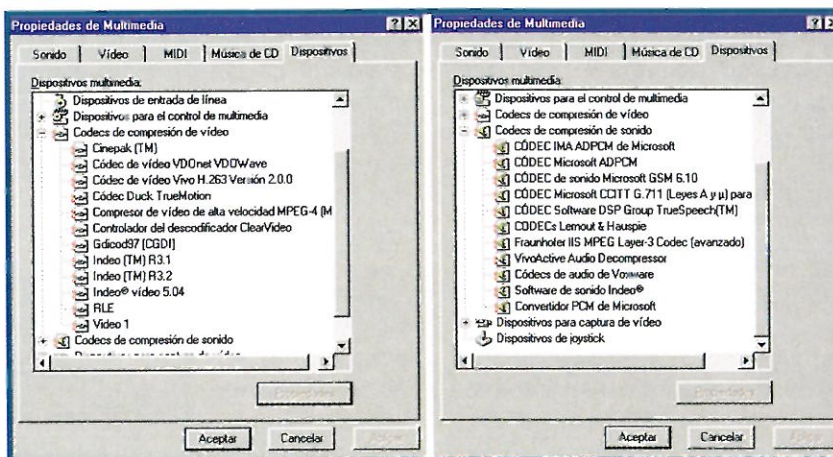 Propiedades de Multimedia
Sonido
Vídeo
MIDI
Música de CD
Dispositivos
Dispositivos multimedia:
Dispositivos de entrada de línea
Dispositivos para el control de multimedia
Codecs de compresión de vídeo
Cinepak (TM)
Códec de vídeo VDOnet VDOWave
Códec de vídeo Vivo H.263 Versión 2.0.0
Códec Duck TrueMotion
Compresor de vídeo de alta velocidad MPEG-4 (M
Controlador del descodificador ClearVideo
Gdicod97 [CGDI]
Indeo (TM) R3.1
Indeo (TM) R3.2
Indeo® vídeo 5.04
RLE
Video 1
Codecs de compresión de sonido
Aceptar
Cancelar
Propiedades de Multimedia
Sonido
Vídeo
MIDI
Música de CD
Dispositivos
Dispositivos multimedia:
Dispositivos para el control de multimedia
Codecs de compresión de vídeo
Codecs de compresión de sonido
CÓDEC IMA ADPCM de Microsoft
CÓDEC Microsoft ADPCM
CÓDEC de sonido Microsoft GSM 6.10
CÓDEC Microsoft CCITT G.711 (Leyes A y µ) para
CÓDEC Software DSP Group TrueSpeech(TM)
CODECs Lernout & Hauspie
Fraunhofer IIS MPEG Layer-3 Codec (avanzado)
VivoActive Audio Decompressor
Códecs de audio de Voxware
Software de sonido Indeo®
Convertidor PCM de Microsoft
Dispositivos para captura de vídeo
Dispositivos de joystick
Aceptar
Cancelar